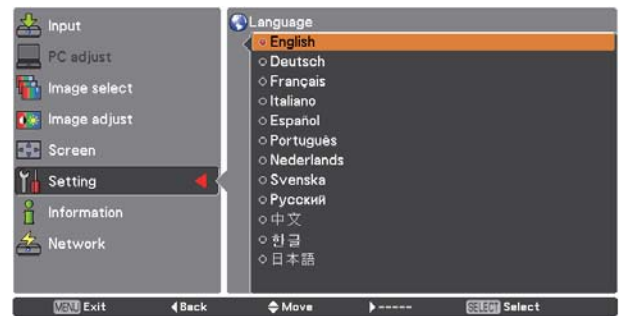 Input
PC adjust
Image select
Image adjust
Screen
Setting
Information
Network
Language
English
Deutsch
Français
Italiano
Español
Português
Nederlands
Svenska
Русский
中文
한글
日本語
MENU Exit
Back
Move
-----
SELECT Select